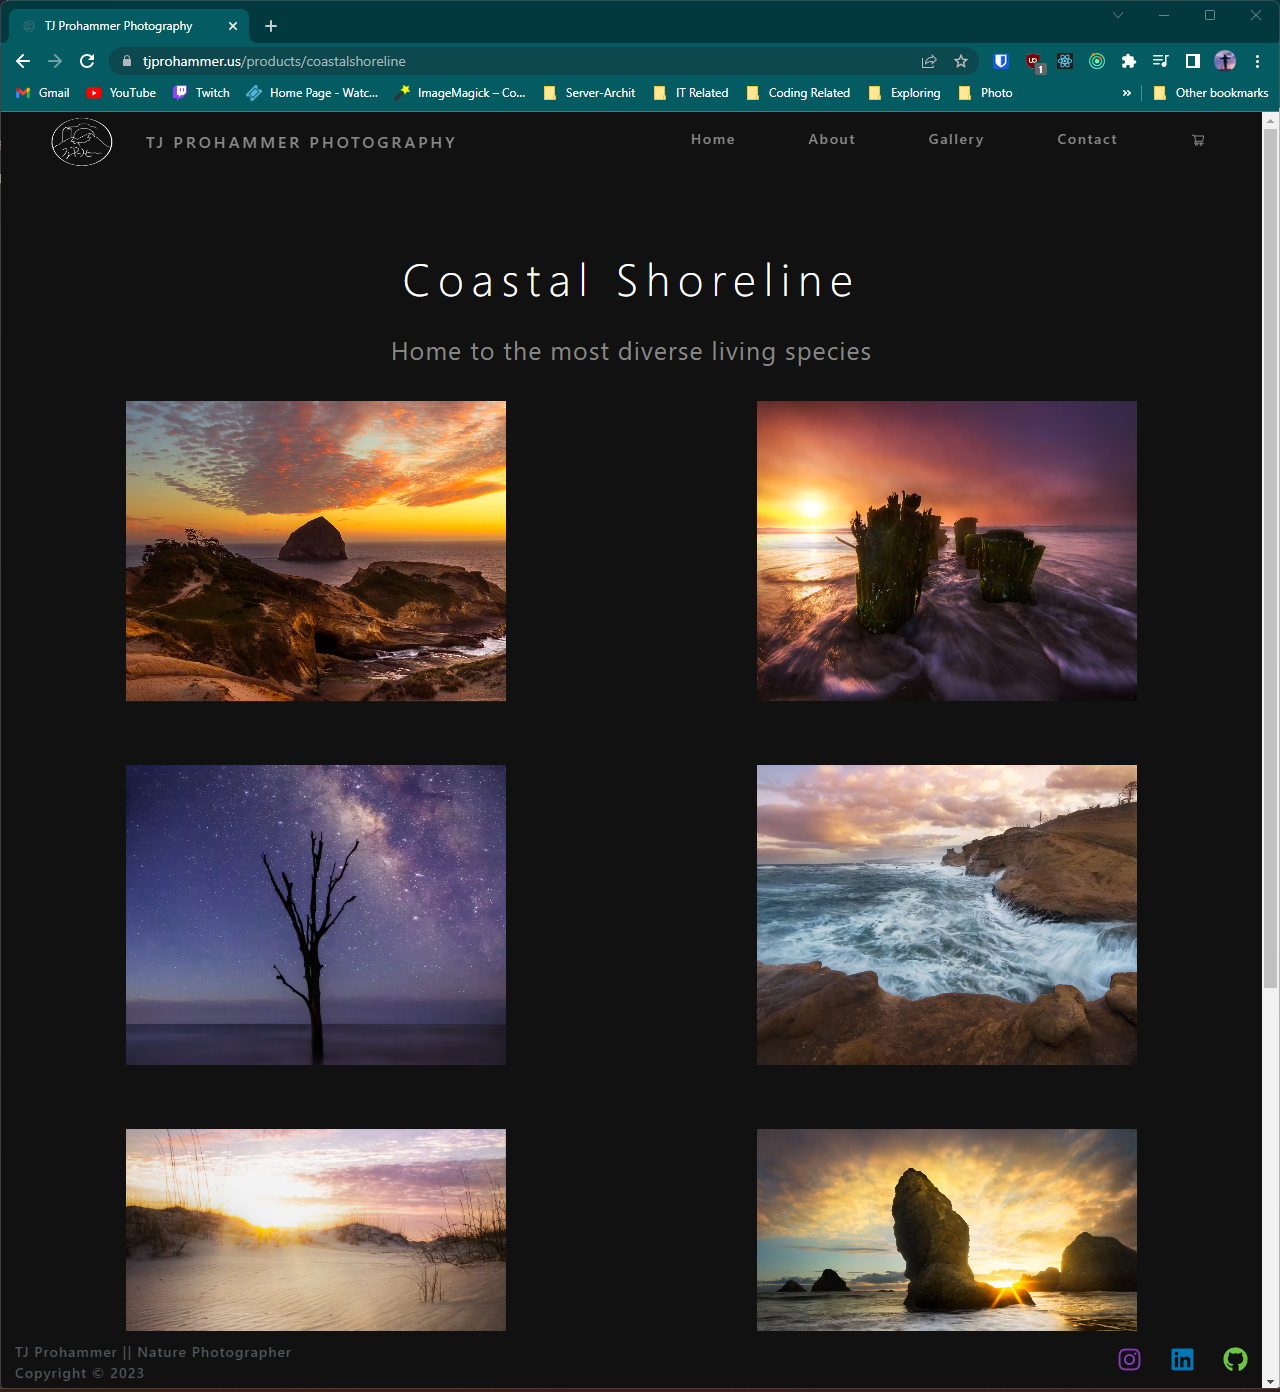 TJ Prohammer Photography
tjprohammer.us/products/coastalshoreline
1
Gmail YouTube Twitch Home Page - Watc... ImageMagick – Co... Server-Archit IT Related Coding Related Exploring Photo » Other bookmarks
TJ PROHAMMER PHOTOGRAPHY Home About Gallery Contact
Coastal Shoreline
Home to the most diverse living species
TJ Prohammer || Nature Photographer
Copyright © 2023